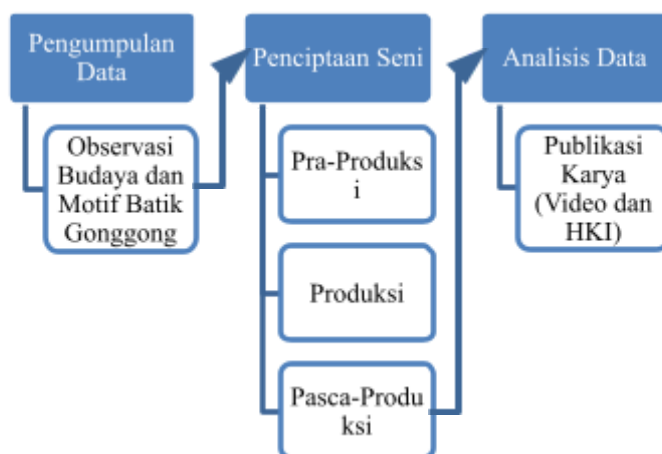 Pengumpulan
Data
Observasi
Budaya dan
Motif Batik
Gonggong
Penciptaan Seni
Pra-Produks
i
Produksi
Pasca-Produ
ksi
Analisis Data
Publikasi
Karya
(Video dan
HKI)